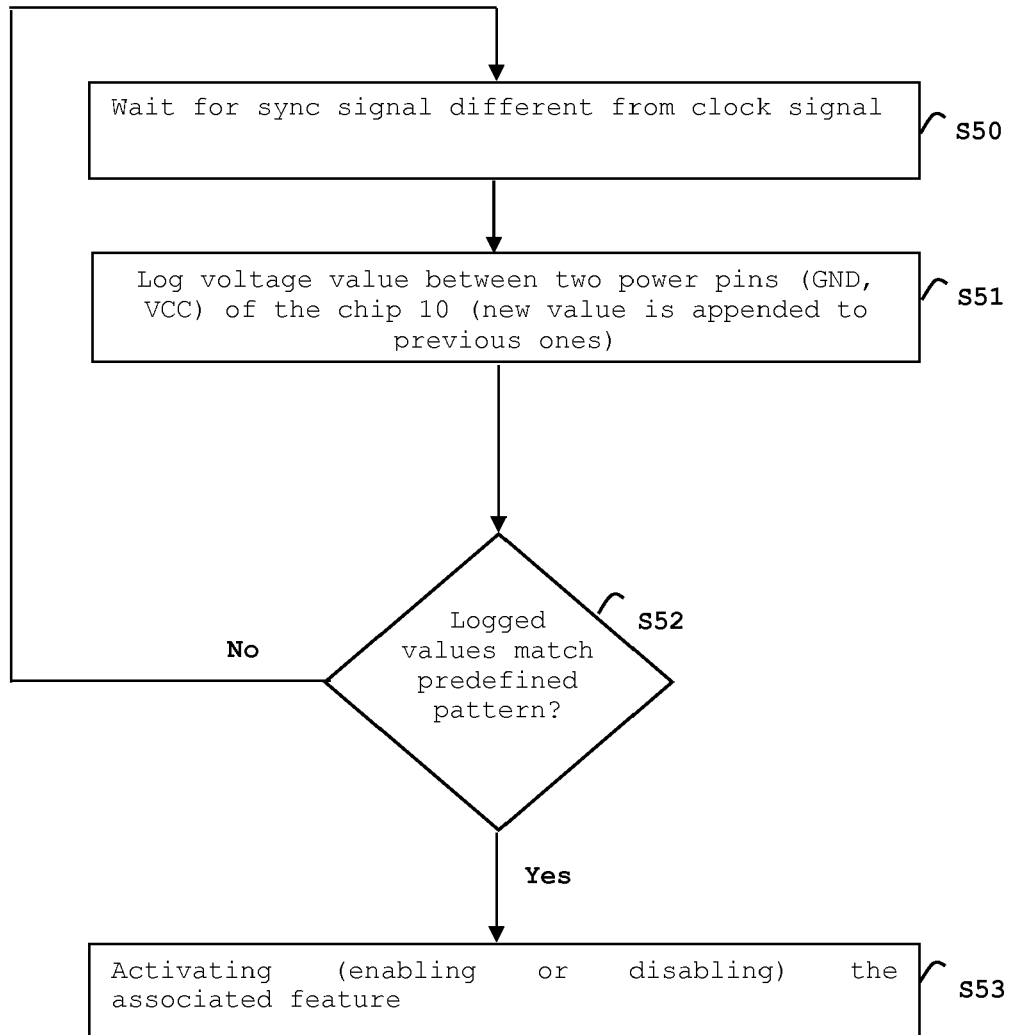 Wait for sync signal different from clock signal
S50
Log voltage value between two power pins (GND,
VCC) of the chip 10 (new value is appended to
previous ones)
S51
Logged
values match
predefined
pattern?
S52
No
Yes
Activating (enabling or disabling) the
associated feature
S53